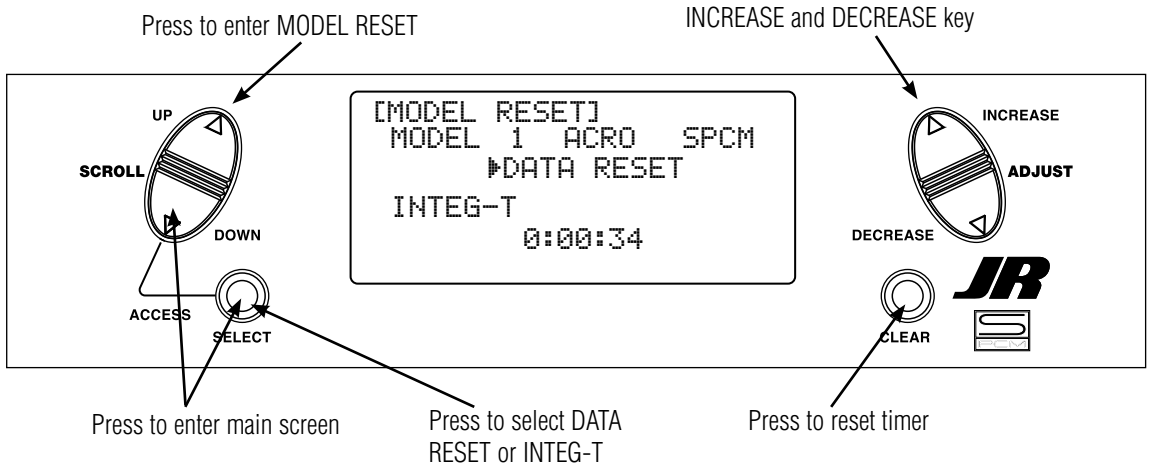 Press to enter MODEL RESET
INCREASE and DECREASE key
UP
SCROLL
DOWN
ACCESS
SELECT
[MODEL RESET]
MODEL 1 ACRO SPCM
DATA RESET
INTEG-T
0:00:34
INCREASE
ADJUST
DECREASE
CLEAR
JR
S
PCM
Press to enter main screen
Press to select DATA
RESET or INTEG-T
Press to reset timer